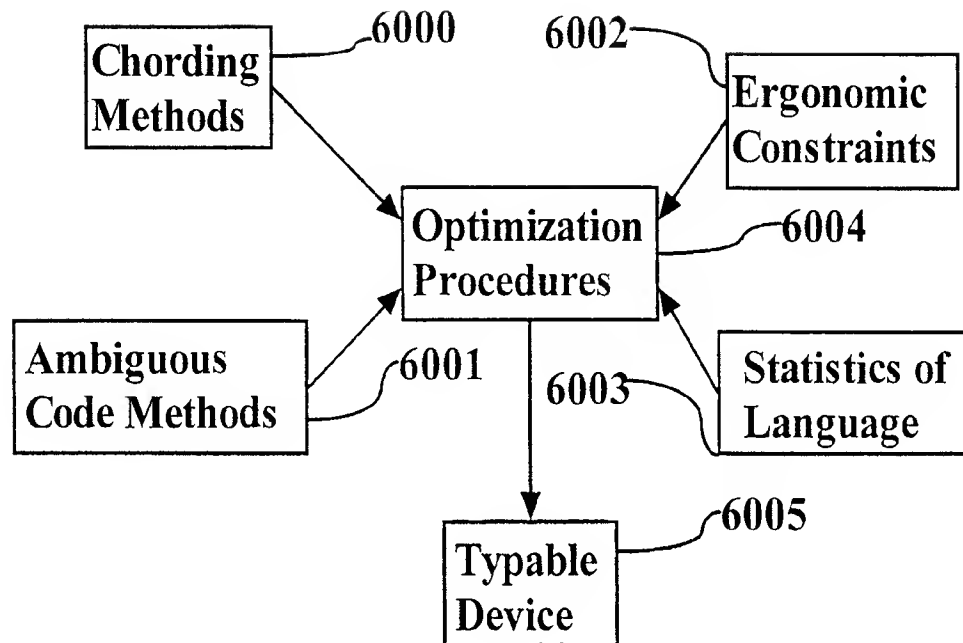 6000
Chording
Methods
6002
Ergonomic
Constraints
Optimization
Procedures
6004
Ambiguous
Code Methods
6001
6003
Statistics of
Language
6005
Typable
Device